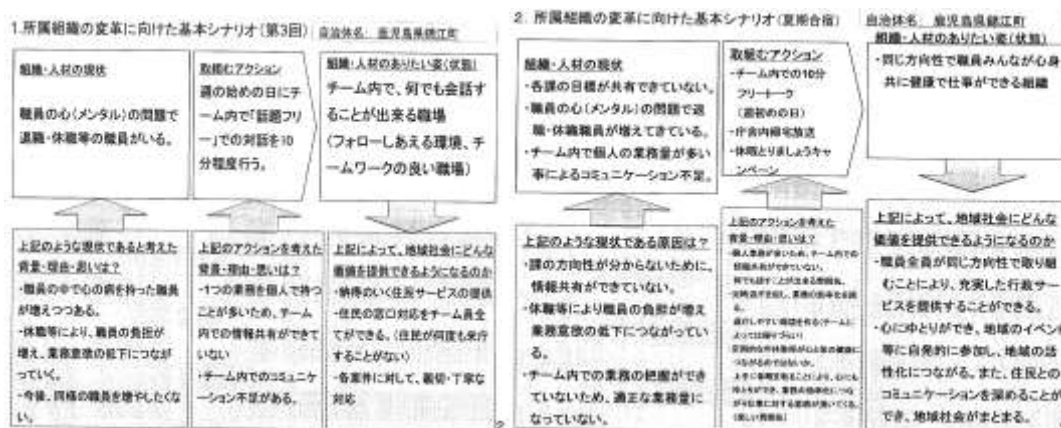 1.所属組織の変革に向けた基本シナリオ(第3回)
自治体名: 鹿児島県錦江町
組織・人材の現状
職員の心(メンタル)の問題で
退職・休職等の職員がいる。
取組むアクション
週の始めの日にチ
ーム内で「話題フリ
ー」での対話を10
分程度行う。
組織・人材のありたい姿(状態)
チーム内で、何でも会話す
ることが出来る職場
(フォローしあえる環境、チ
ームワークの良い職場)
上記のような現状であると考えた
背景・理由・思いは?
・職員の中で心の病を持った職員
が増えつつある。
・休職等により、職員の負担が
増え、業務意欲の低下につなが
っていく。
・今後、同様の職員を増やしたくな
い。
上記のアクションを考えた
背景・理由・思いは?
・1つの業務を個人で持つ
ことが多いため、チーム
内での情報共有ができて
いない
・チーム内でのコミュニケ
ーション不足がある。
上記によって、地域社会にどんな
価値を提供できるようになるのか
・納得のいく住民サービスの提供
・住民の窓口対応をチーム員全
てができる。(住民が何度も来庁
することがない)
・各案件に対して、親切・丁寧な
対応
2. 所属組織の変革に向けた基本シナリオ(夏期合宿)
自治体名: 鹿児島県錦江町
組織・人材の現状
・各課の目標が共有できていない。
・職員の心(メンタル)の問題で退
職・休職職員が増えてきている。
・チーム内で個人の業務量が多い
事によるコミュニケーション不足。
取組むアクション
・チーム内での10分
フリートーク
(週初めの日)
・庁舎内帰宅放送
・休暇とりましょうキャ
ンペーン
組織・人材のありたい姿(状態)
・同じ方向性で職員みんなが心身
共に健康で仕事ができる組織
上記のような現状である原因は?
・課の方向性が分からないために、
情報共有ができていない。
・休職等により職員の負担が増え
業務意欲の低下につながってい
る。
・チーム内での業務の把握ができ
ていないため、適正な業務量に
なっていない。
上記のアクションを考えた
背景・理由・思いは?
上記によって、地域社会にどんな
価値を提供できるようになるのか
・職員全員が同じ方向性で取り組
むことにより、充実した行政サー
ビスを提供することができる。
・心にゆとりができ、地域のイベント
等に自発的に参加し、地域の活
性化につながる。また、住民との
コミュニケーションを深めることが
でき、地域社会がまとまる。